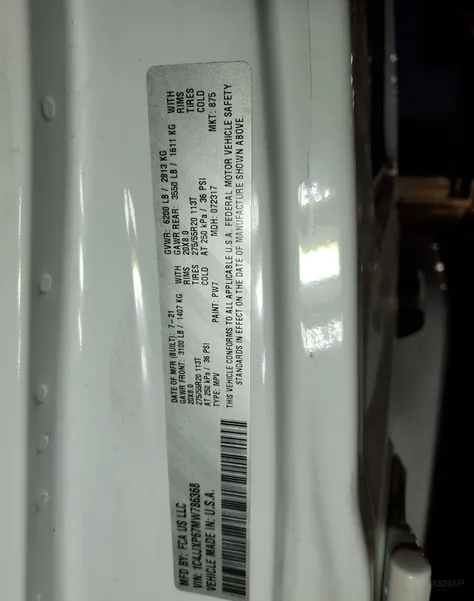 MFD BY: FCA US LLC
VIN: 1C4JJXP67MW786368
VEHICLE MADE IN: U.S.A.
DATE OF MFR (BUILT): 7-21
GAWR FRONT: 3100 LB / 1407 KG WITH
20X8.0 RIMS
275/55R20 113T TIRES
AT 250 kPa / 36 PSI COLD
TYPE: MPV PAINT: PW7
GVWR: 6200 LB / 2813 KG
GAWR REAR: 3550 LB / 1611 KG WITH
20X8.0 RIMS
275/55R20 113T TIRES
AT 250 kPa / 36 PSI COLD
MDH: 072317 MKT: 875
THIS VEHICLE CONFORMS TO ALL APPLICABLE U.S.A. FEDERAL MOTOR VEHICLE SAFETY
STANDARDS IN EFFECT ON THE DATE OF MANUFACTURE SHOWN ABOVE.